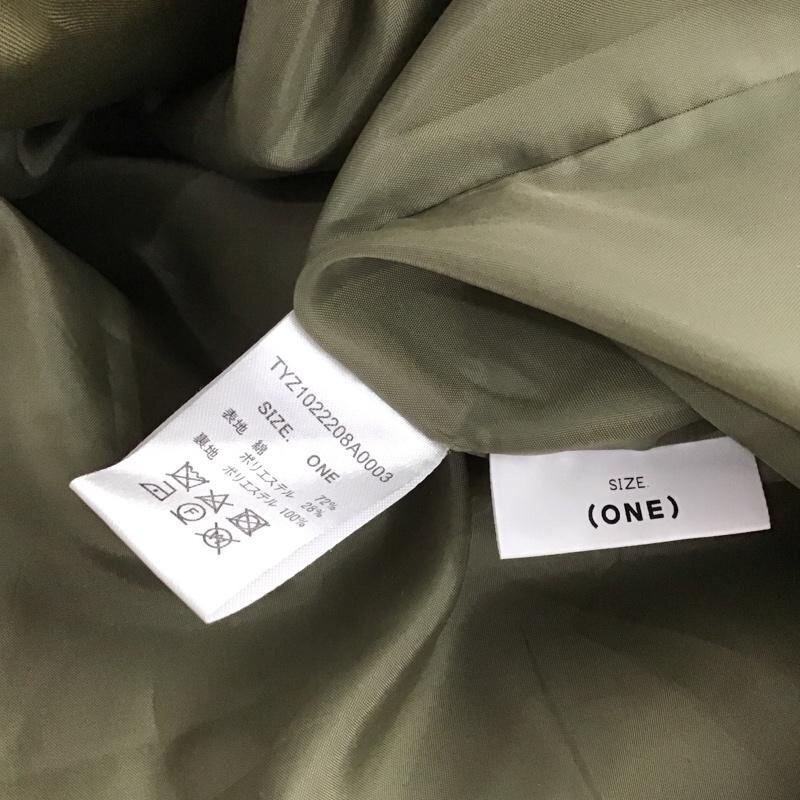 TYZ1022208A0003
SIZE. ONE
表地 綿 72%
ポリエステル 28%
裏地 ポリエステル 100%
SIZE.
(ONE)